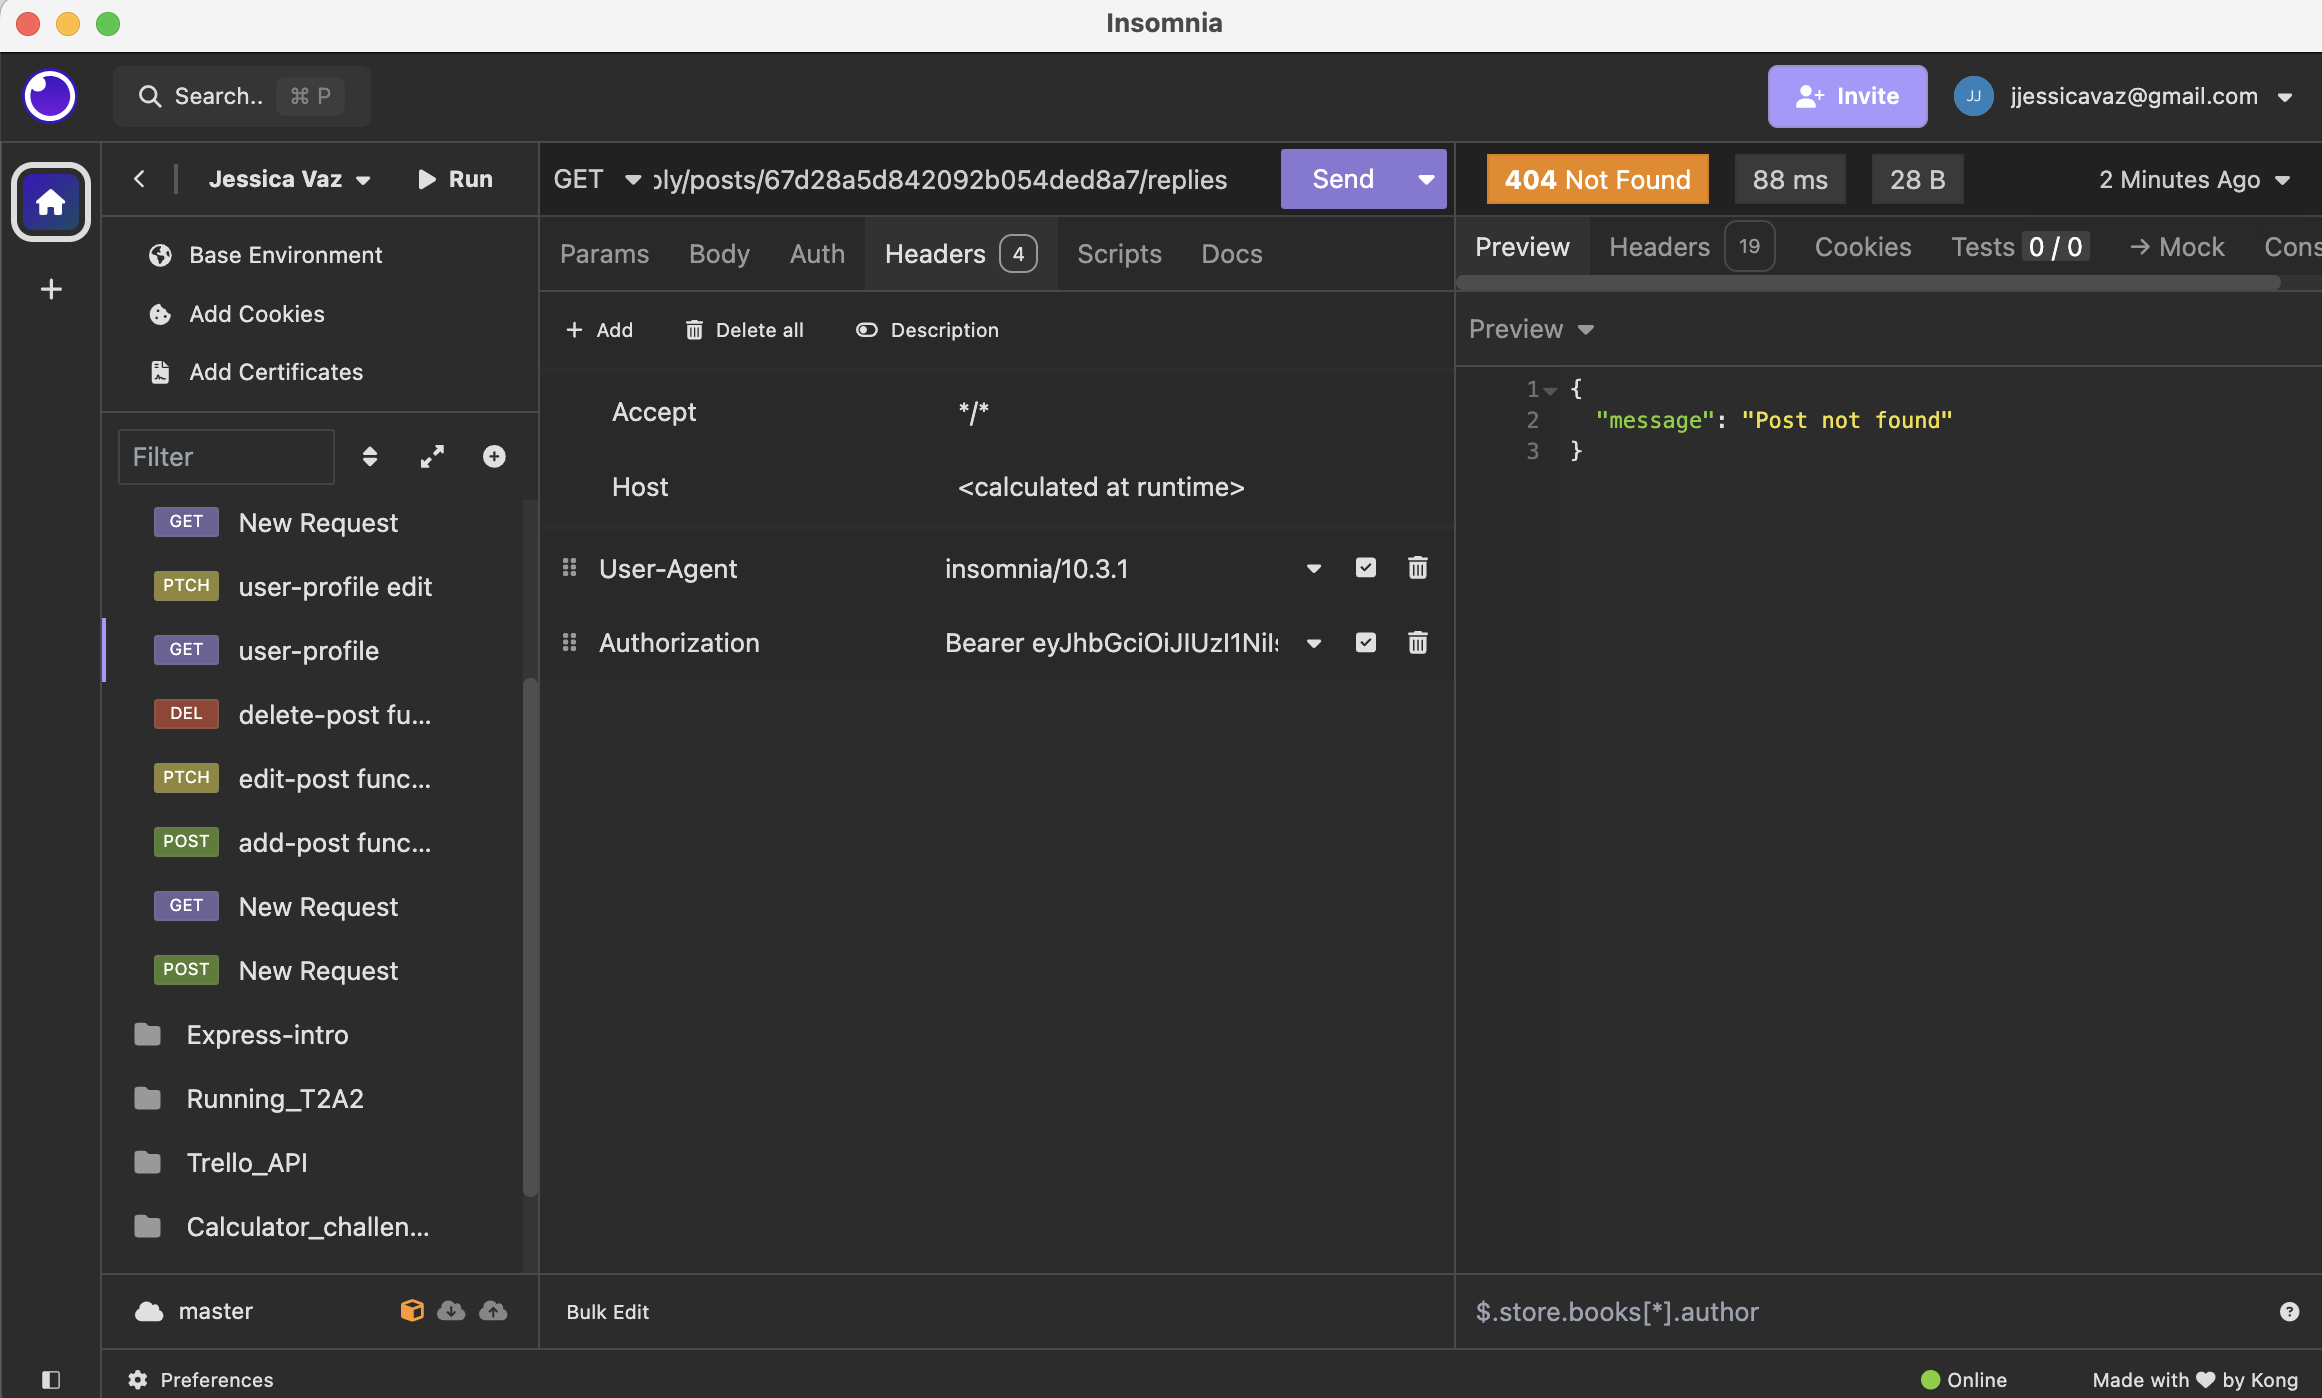 Insomnia
Search.. ⌘ P
Invite
JJ
jjessicavaz@gmail.com
Jessica Vaz
Run
Base Environment
Add Cookies
Add Certificates
Filter
GET New Request
PTCH user-profile edit
GET user-profile
DEL delete-post fu...
PTCH edit-post func...
POST add-post func...
GET New Request
POST New Request
Express-intro
Running_T2A2
Trello_API
Calculator_challen...
master
Preferences
GET ply/posts/67d28a5d842092b054ded8a7/replies Send
Params Body Auth Headers 4 Scripts Docs
+ Add Delete all Description
Accept */*
Host <calculated at runtime>
User-Agent insomnia/10.3.1
Authorization Bearer eyJhbGciOiJIUzI1NiIs
Bulk Edit
404 Not Found 88 ms 28 B 2 Minutes Ago
Preview Headers 19 Cookies Tests 0 / 0 → Mock Cons
Preview
1 {
2 "message": "Post not found"
3 }
$.store.books[*].author
Online
Made with ♥ by Kong